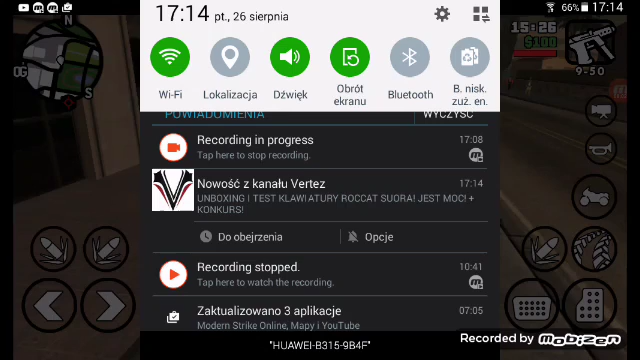 17:14 pt., 26 sierpnia
66% 17:14
15:26
$100
9-50
Wi-Fi
Lokalizacja
Dźwięk
Obrót
ekranu
Bluetooth
B. nisk.
zuż. en.
POWIADOMIENIA
WYCZYŚĆ
Recording in progress
17:08
Tap here to stop recording.
Nowość z kanału Vertez
17:14
UNBOXING I TEST KLAWIATURY ROCCAT SUORA! JEST MOC! +
KONKURS!
Do obejrzenia
Opcje
Recording stopped.
10:41
Tap here to watch the recording.
Zaktualizowano 3 aplikacje
07:05
Modern Strike Online, Mapy i YouTube
"HUAWEI-B315-9B4F"
Recorded by mobizen